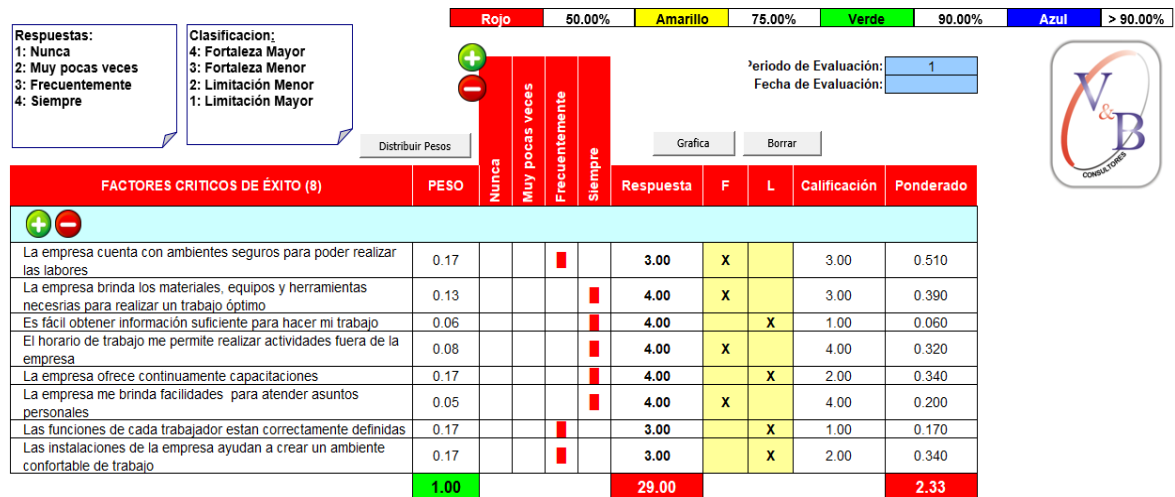 Rojo 50.00% Amarillo 75.00% Verde 90.00% Azul > 90.00%
Respuestas:
1: Nunca
2: Muy pocas veces
3: Frecuentemente
4: Siempre
Clasificacion:
4: Fortaleza Mayor
3: Fortaleza Menor
2: Limitación Menor
1: Limitación Mayor
Periodo de Evaluación: 1
Fecha de Evaluación:
V&B
CONSULTORES
Distribuir Pesos
Grafica
Borrar
FACTORES CRITICOS DE ÉXITO (8) PESO Nunca Muy pocas veces Frecuentemente Siempre Respuesta F L Calificación Ponderado
La empresa cuenta con ambientes seguros para poder realizar
las labores 0.17 3.00 X 3.00 0.510
La empresa brinda los materiales, equipos y herramientas
necesrias para realizar un trabajo óptimo 0.13 4.00 X 3.00 0.390
Es fácil obtener información suficiente para hacer mi trabajo 0.06 4.00 X 1.00 0.060
El horario de trabajo me permite realizar actividades fuera de la
empresa 0.08 4.00 X 4.00 0.320
La empresa ofrece continuamente capacitaciones 0.17 4.00 X 2.00 0.340
La empresa me brinda facilidades para atender asuntos
personales 0.05 4.00 X 4.00 0.200
Las funciones de cada trabajador estan correctamente definidas 0.17 3.00 X 1.00 0.170
Las instalaciones de la empresa ayudan a crear un ambiente
confortable de trabajo 0.17 3.00 X 2.00 0.340
1.00 29.00 2.33